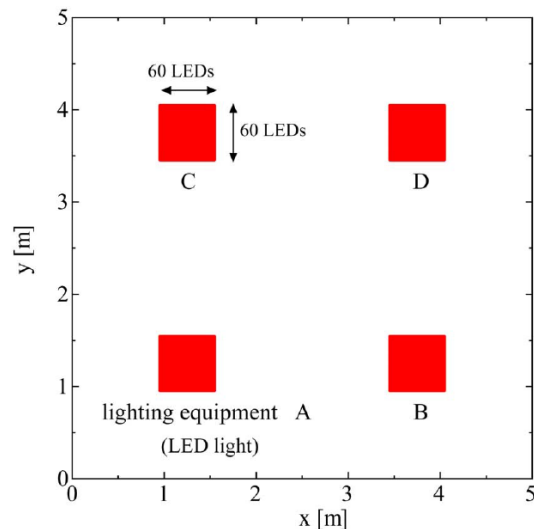 5
4
3
2
1
0
y [m]
60 LEDs
60 LEDs
C
D
lighting equipment A
B
(LED light)
0
1
2
3
4
5
x [m]